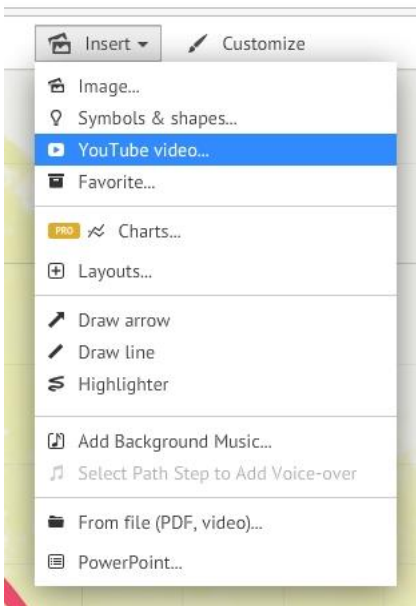 Insert Customize
Image...
Symbols & shapes...
YouTube video...
Favorite...
PRO Charts...
Layouts...
Draw arrow
Draw line
Highlighter
Add Background Music...
Select Path Step to Add Voice-over
From file (PDF, video)...
PowerPoint...